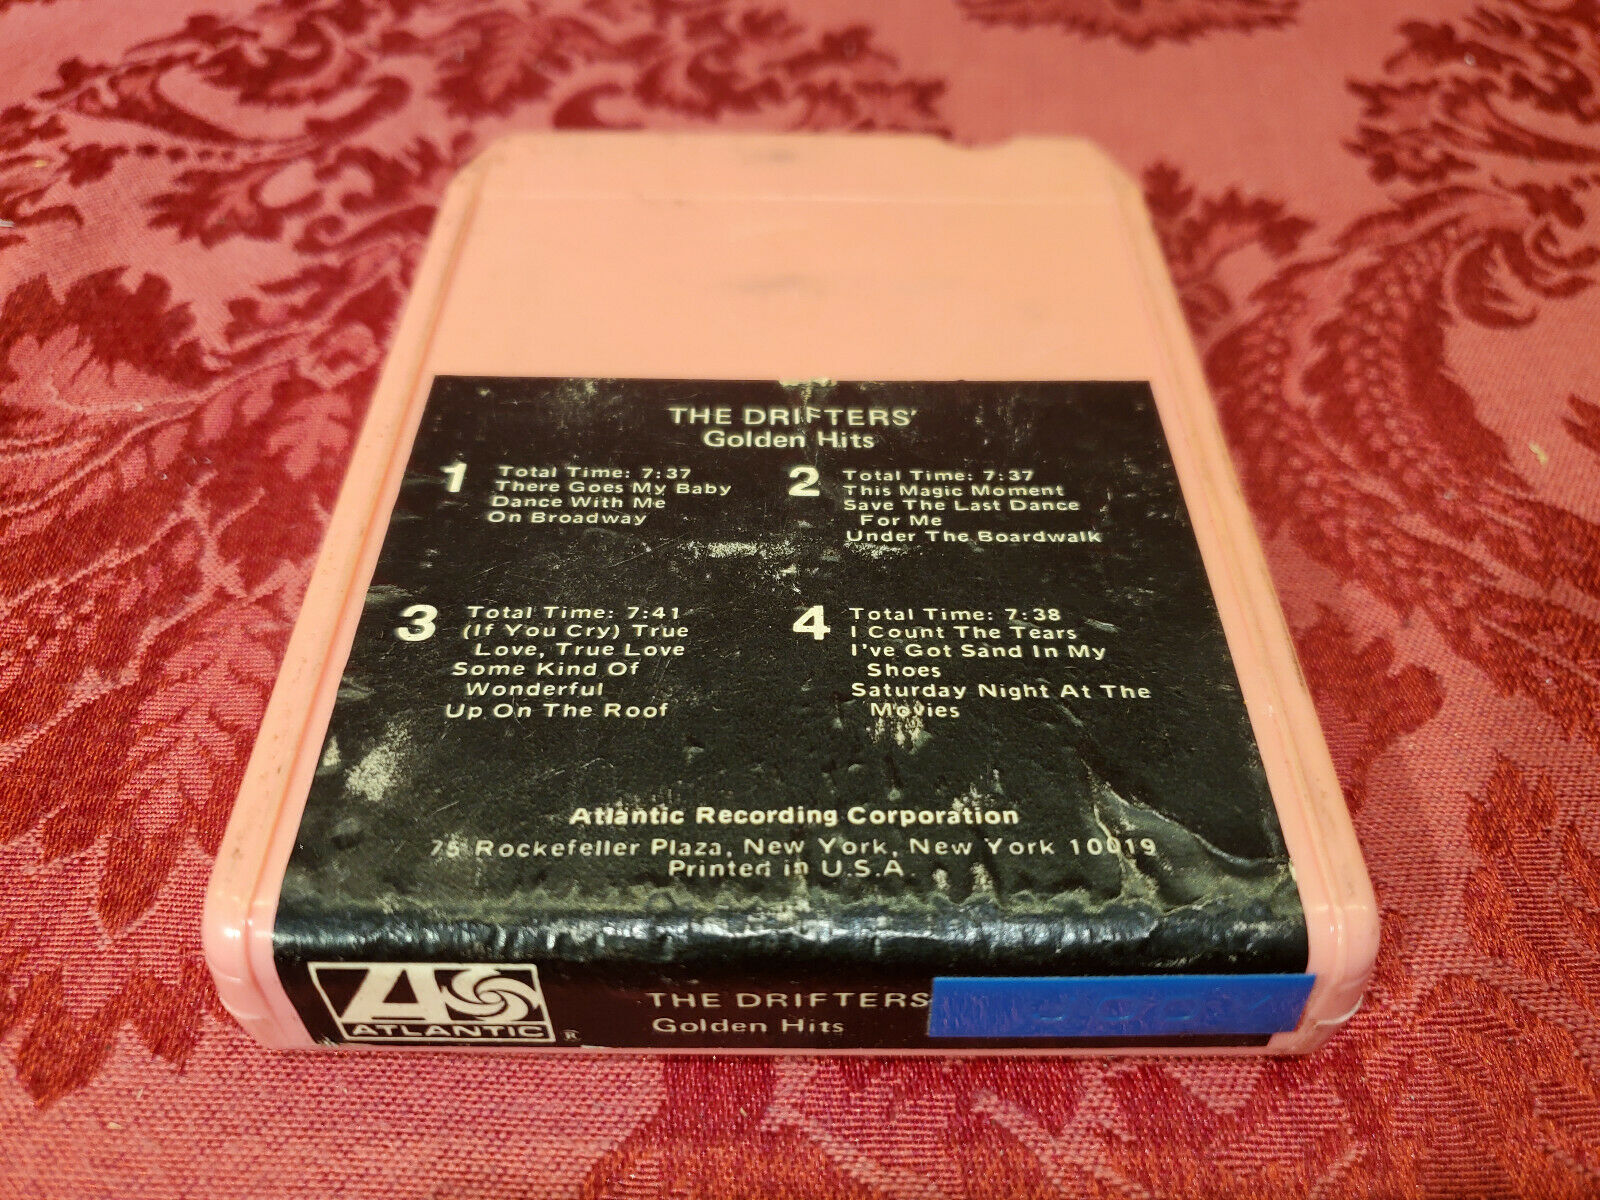 THE DRIFTERS'
Golden Hits
1 Total Time: 7:37
There Goes My Baby
Dance With Me
On Broadway
2 Total Time: 7:37
This Magic Moment
Save The Last Dance
For Me
Under The Boardwalk
3 Total Time: 7:41
(If You Cry) True
Love, True Love
Some Kind Of
Wonderful
Up On The Roof
4 Total Time: 7:38
I Count The Tears
I've Got Sand In My
Shoes
Saturday Night At The
Movies
Atlantic Recording Corporation
75 Rockefeller Plaza, New York, New York 10019
Printed in U.S.A.
ATLANTIC ®
THE DRIFTERS
Golden Hits